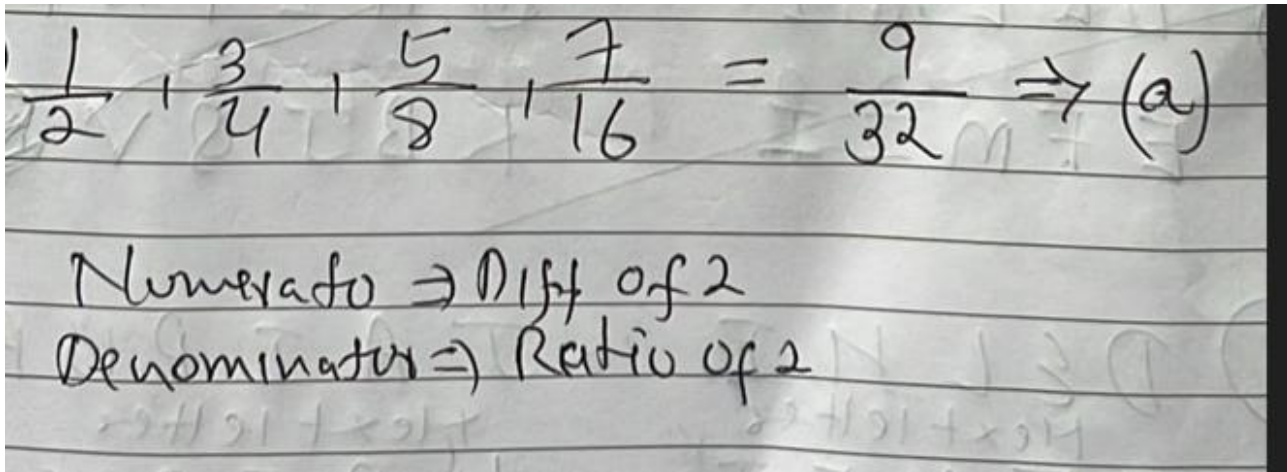 1/2, 3/4, 5/8, 7/16 = 9/32 ⇒ (a)
Numerato ⇒ Diff of 2
Denominator ⇒ Ratio of 2